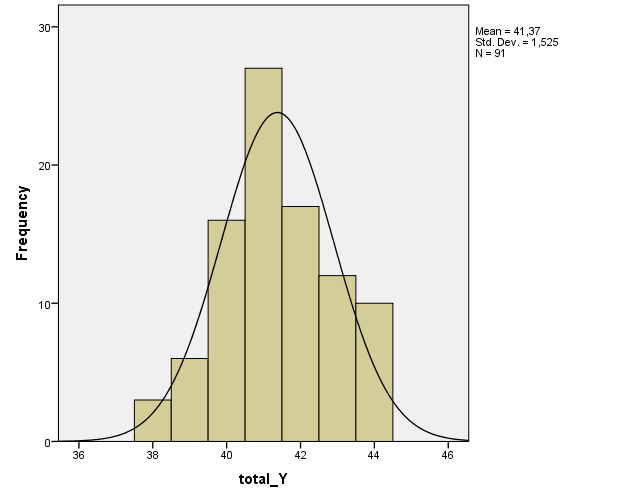 Mean = 41,37
Std. Dev. = 1,525
N = 91
30
20
10
0
Frequency
36 38 40 42 44 46
total_Y